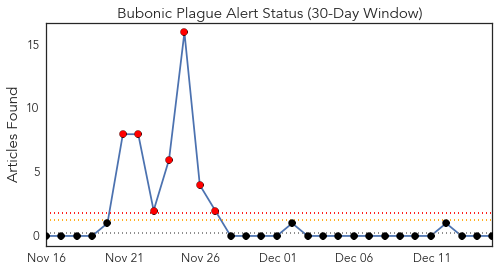 Bubonic Plague Alert Status (30-Day Window)
Articles Found
15
10
5
0
Nov 16 Nov 21 Nov 26 Dec 01 Dec 06 Dec 11